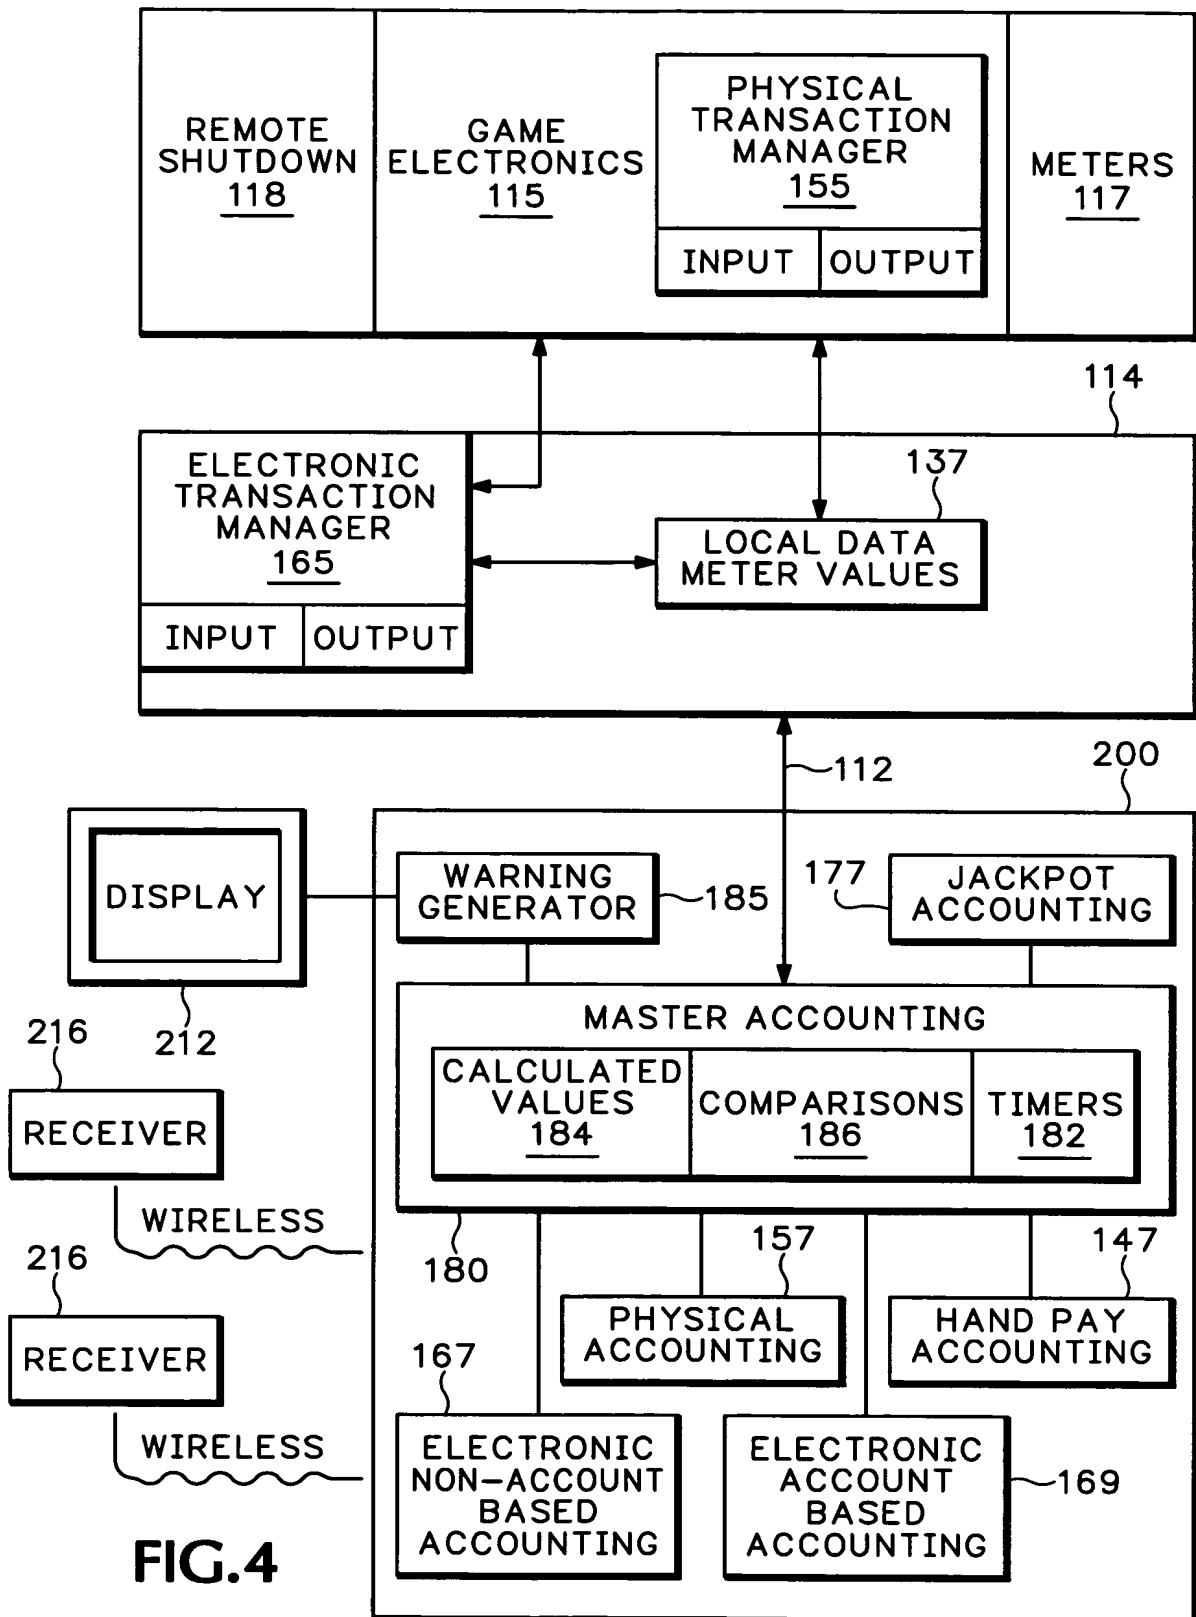 REMOTE
SHUTDOWN
118
GAME
ELECTRONICS
115
PHYSICAL
TRANSACTION
MANAGER
155
INPUT
OUTPUT
METERS
117
114
ELECTRONIC
TRANSACTION
MANAGER
165
INPUT
OUTPUT
137
LOCAL DATA
METER VALUES
112
200
DISPLAY
212
WARNING
GENERATOR
185
177
JACKPOT
ACCOUNTING
MASTER ACCOUNTING
CALCULATED
VALUES
184
COMPARISONS
186
TIMERS
182
180
216
RECEIVER
WIRELESS
216
RECEIVER
WIRELESS
157
PHYSICAL
ACCOUNTING
147
HAND PAY
ACCOUNTING
167
ELECTRONIC
NON-ACCOUNT
BASED
ACCOUNTING
ELECTRONIC
ACCOUNT
BASED
ACCOUNTING
169
FIG.4